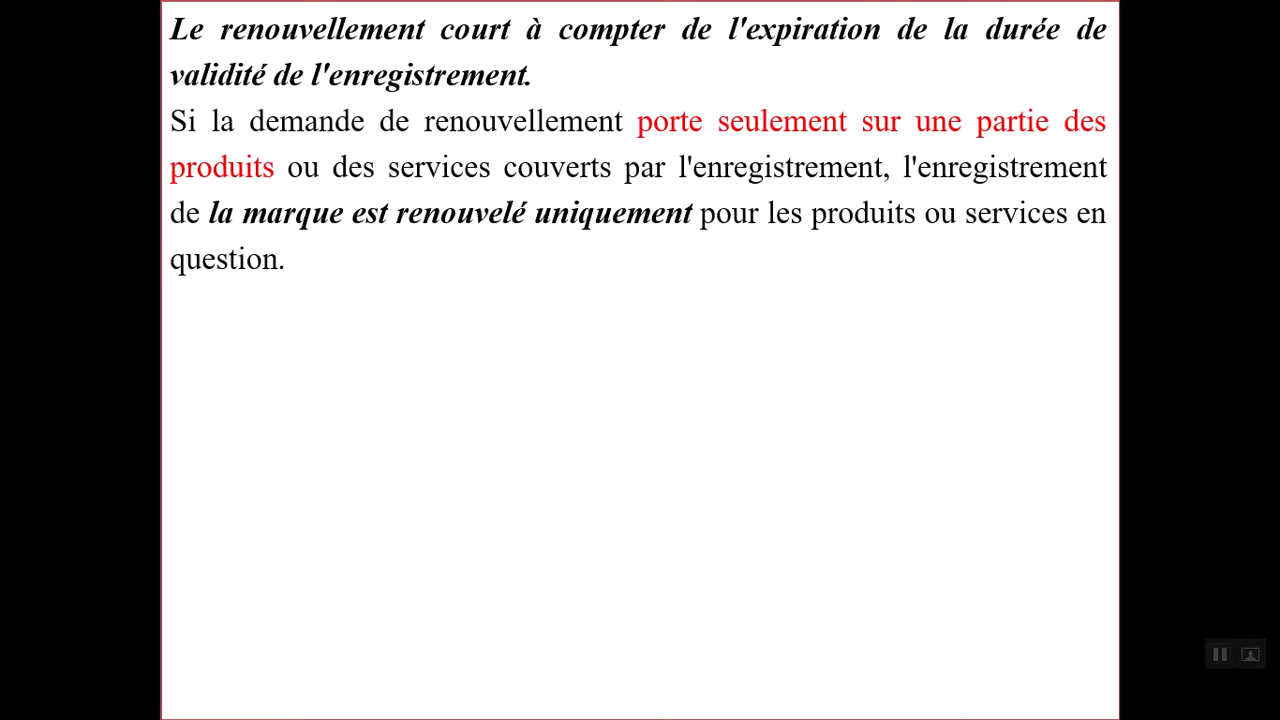 Le renouvellement court à compter de l'expiration de la durée de
validité de l'enregistrement.
Si la demande de renouvellement porte seulement sur une partie des
produits ou des services couverts par l'enregistrement, l'enregistrement
de la marque est renouvelé uniquement pour les produits ou services en
question.